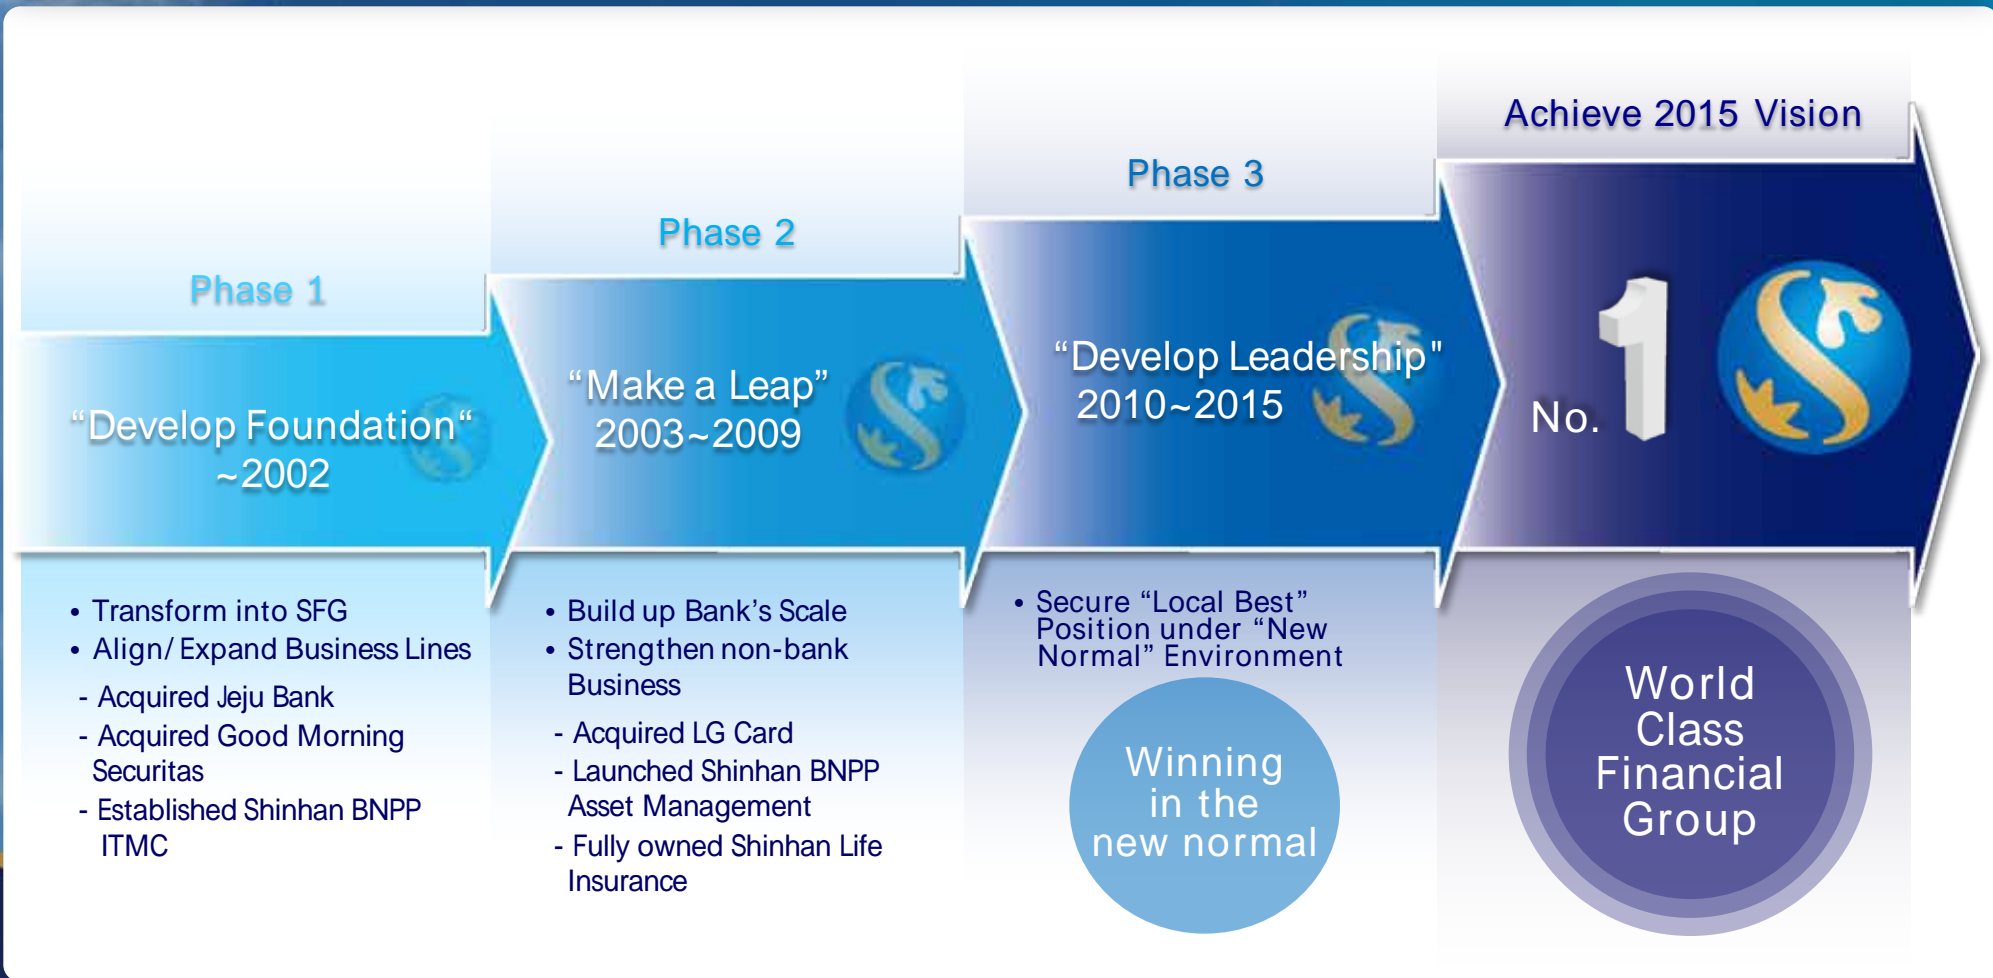 Phase 1
“Develop Foundation“
~2002
• Transform into SFG
• Align/Expand Business Lines
- Acquired Jeju Bank
- Acquired Good Morning
Securitas
- Established Shinhan BNPP
ITMC
Phase 2
“Make a Leap”
2003~2009
• Build up Bank’s Scale
• Strengthen non-bank
Business
- Acquired LG Card
- Launched Shinhan BNPP
Asset Management
- Fully owned Shinhan Life
Insurance
Phase 3
“Develop Leadership"
2010~2015
• Secure “Local Best”
Position under “New
Normal” Environment
Winning
in the
new normal
Achieve 2015 Vision
No. 1
World
Class
Financial
Group